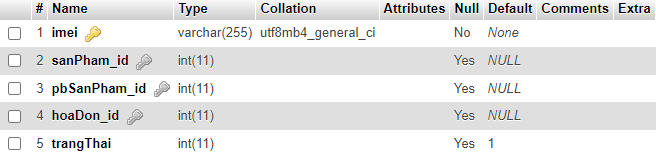 # Name Type Collation Attributes Null Default Comments Extra
1 imei varchar(255) utf8mb4_general_ci No None
2 sanPham_id int(11) Yes NULL
3 pbSanPham_id int(11) Yes NULL
4 hoaDon_id int(11) Yes NULL
5 trangThai int(11) Yes 1